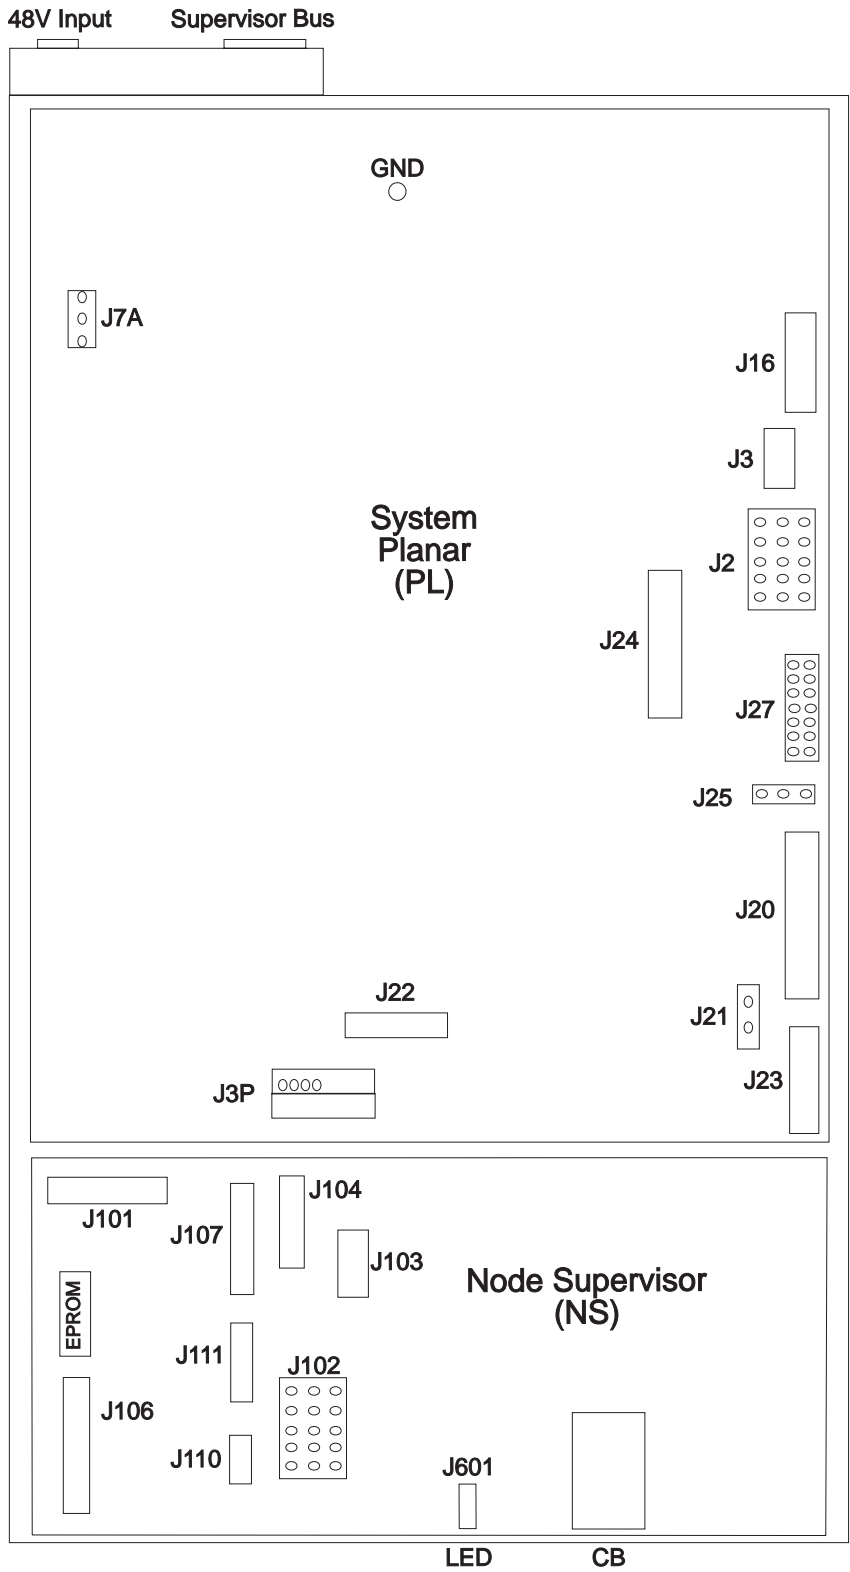 48V Input
Supervisor Bus
GND
J7A
J16
J3
System
Planar
(PL)
J2
J24
J27
J25
J20
J22
J21
J23
J3P
J101
J104
J107
J103
Node Supervisor
(NS)
EPROM
J111
J102
J106
J110
J601
LED
CB